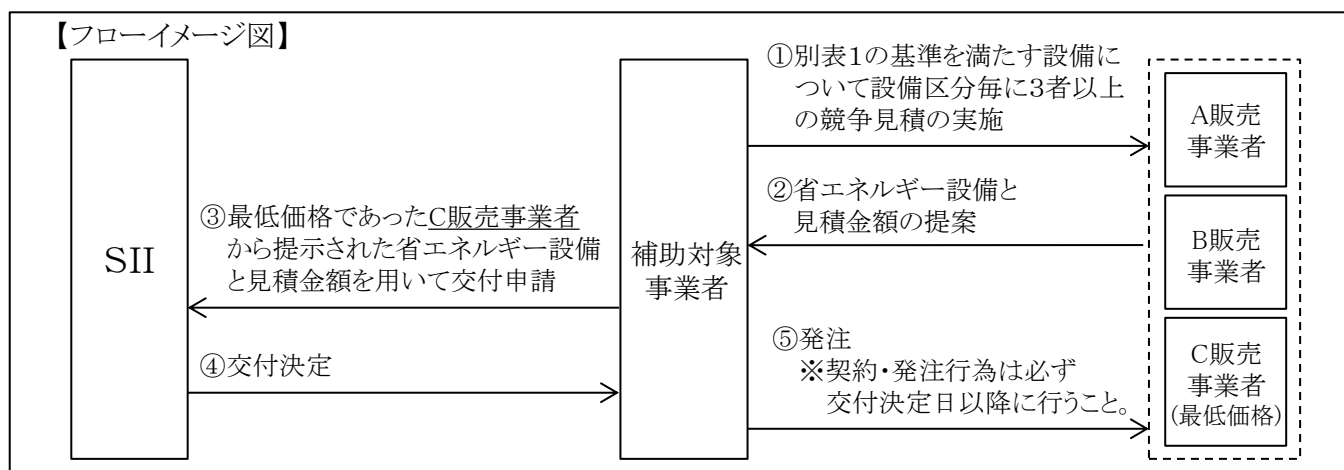 【フローイメージ図】
SII
③最低価格であったC販売事業者
から提示された省エネルギー設備
と見積金額を用いて交付申請
④交付決定
補助対象
事業者
①別表1の基準を満たす設備に
ついて設備区分毎に3者以上
の競争見積の実施
②省エネルギー設備と
見積金額の提案
⑤発注
※契約・発注行為は必ず
交付決定日以降に行うこと。
A販売
事業者
B販売
事業者
C販売
事業者
(最低価格)